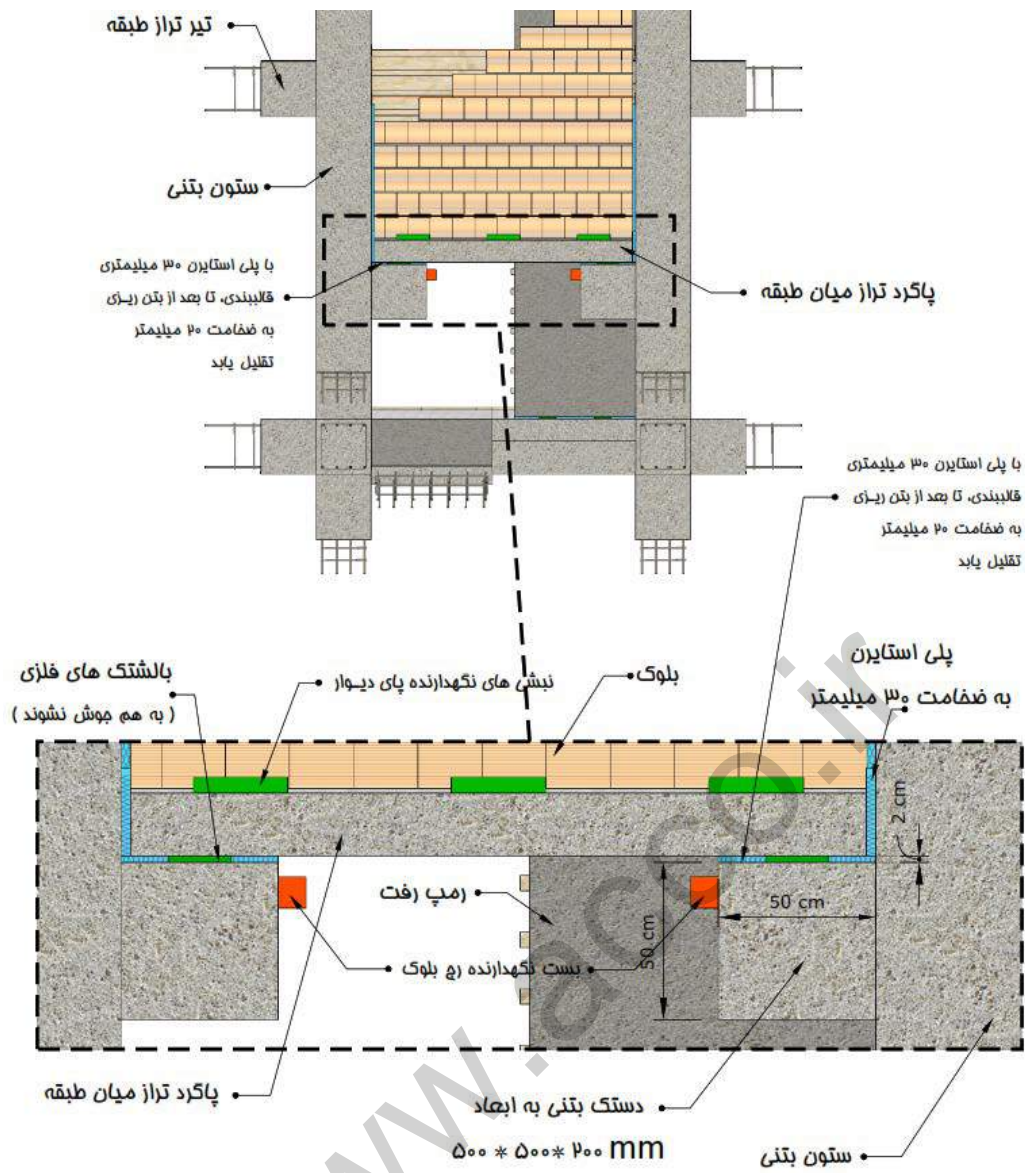 تیر تراز طبقه
ستون بتنی
با پلی استایرن ۳۰ میلیمتری
قالببندی، تا بعد از بتن ریزی
به ضخامت ۲۰ میلیمتر
تقلیل یابد
پاگرد تراز میان طبقه
با پلی استایرن ۳۰ میلیمتری
قالببندی، تا بعد از بتن ریزی
به ضخامت ۲۰ میلیمتر
تقلیل یابد
بالشتک های فلزی
( به هم جوش نشوند )
نبشی های نگهدارنده پای دیوار
بلوک
پلی استایرن
به ضخامت ۳۰ میلیمتر
2 cm
رمپ رفت
50 cm
50 cm
بست نگهدارنده رج بلوک
پاگرد تراز میان طبقه
دستک بتنی به ابعاد
۵۰۰ * ۵۰۰ * ۲۰۰ mm
ستون بتنی
www.aco.ir